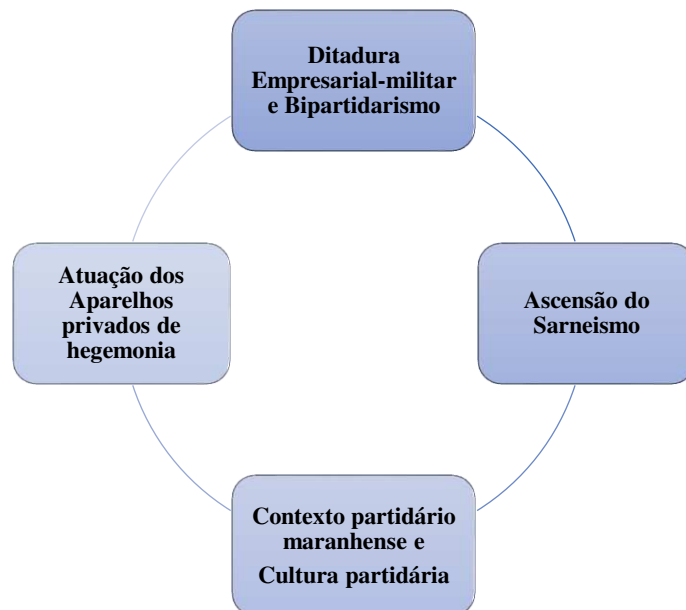 Ditadura
Empresarial-militar
e Bipartidarismo
Atuação dos
Aparelhos
privados de
hegemonia
Ascensão do
Sarneismo
Contexto partidário
maranhense e
Cultura partidária